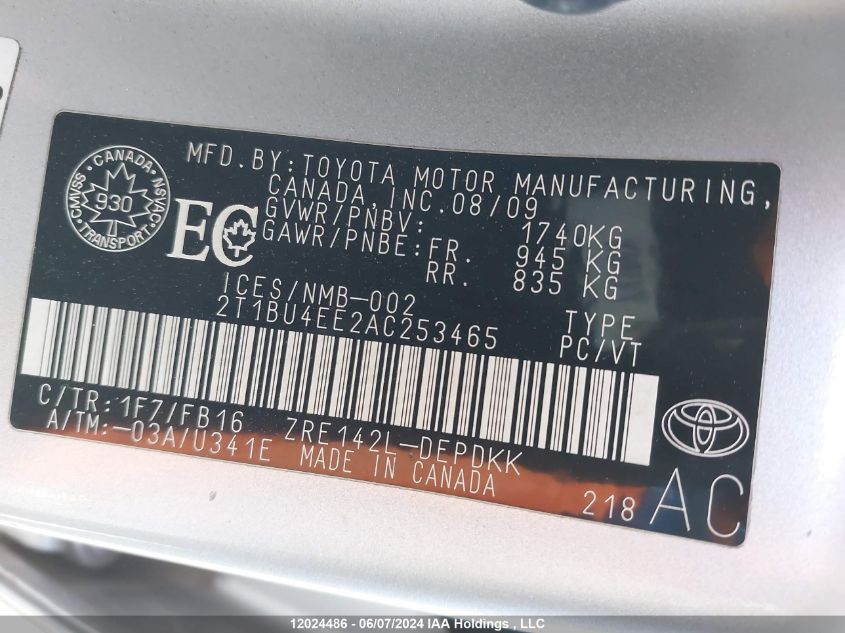 CANADA
CMVSS NSVAC
930
TRANSPORT
EC
MFD.BY:TOYOTA MOTOR MANUFACTURING,
CANADA,INC.08/09
GVWR/PNBV: 1740KG
GAWR/PNBE:FR. 945 KG
RR. 835 KG
ICES/NMB-002
2T1BU4EE2AC253465
TYPE
PC/VT
C/TR:1F7/FB16 ZRE142L-DEPDKK
A/TM:-03A/U341E MADE IN CANADA
218 AC
12024486 - 06/07/2024 IAA Holdings , LLC